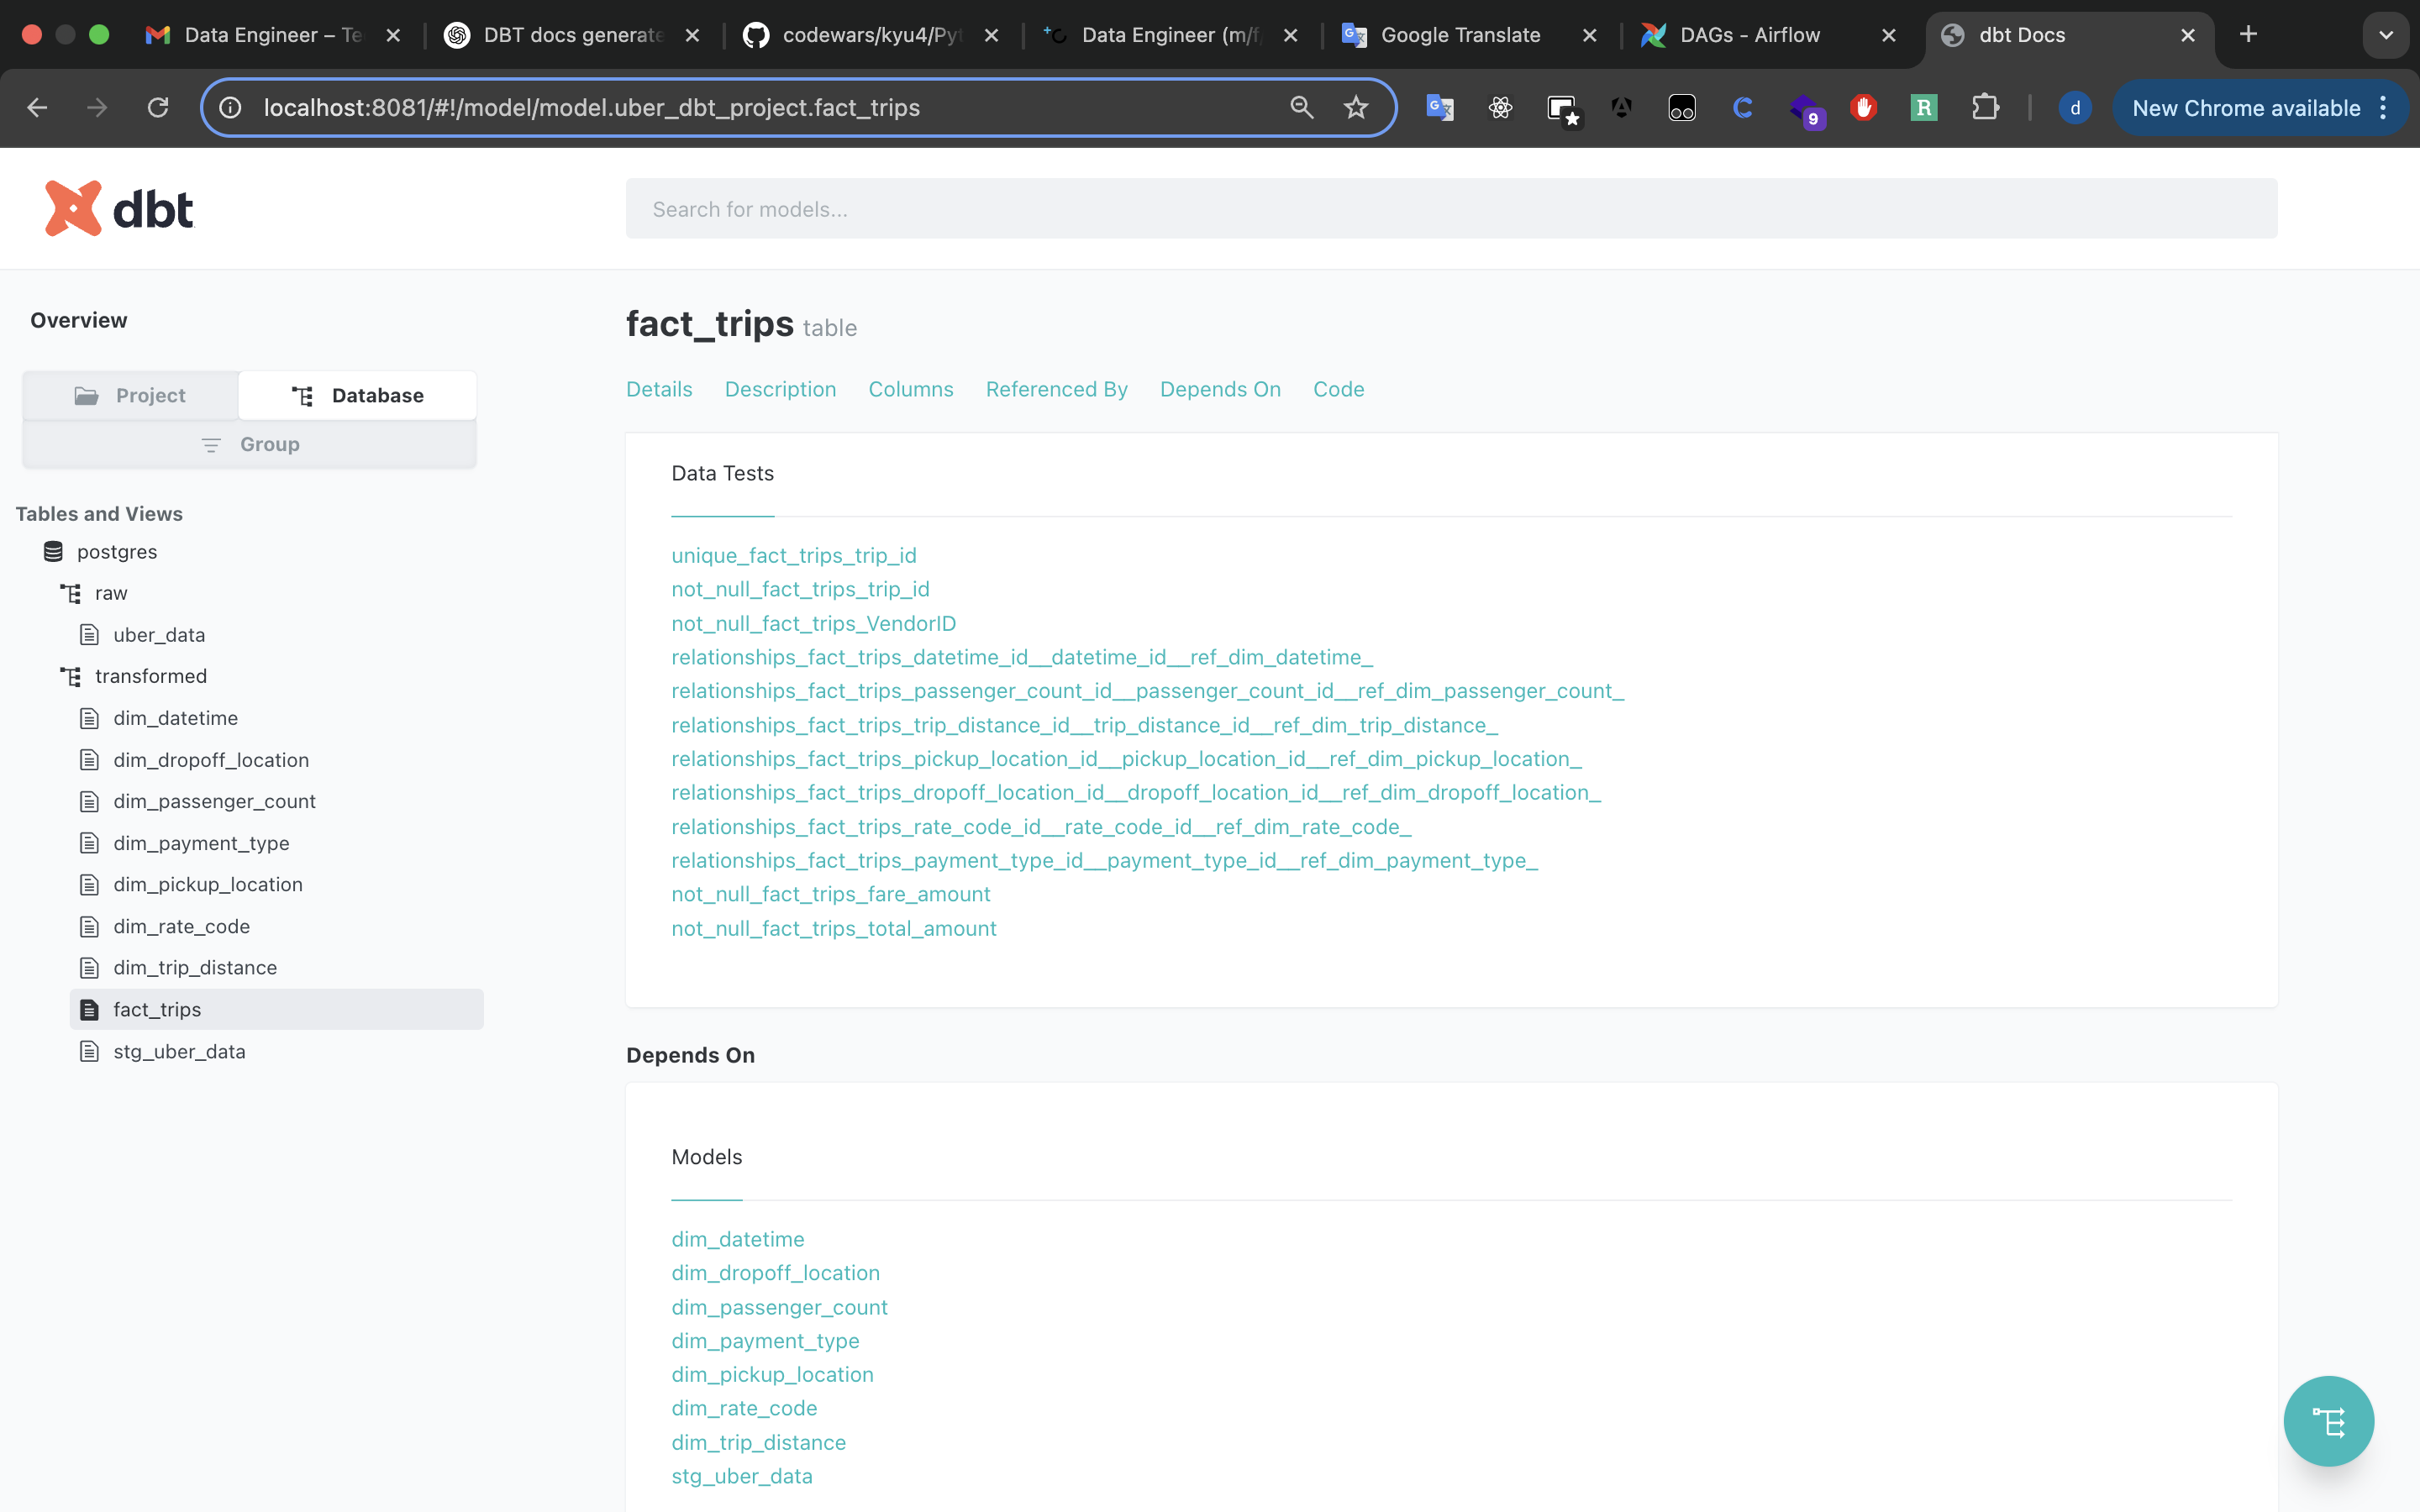 Data Engineer – Te
DBT docs generate
codewars/kyu4/Pyt
Data Engineer (m/f/
Google Translate
DAGs - Airflow
dbt Docs
localhost:8081/#!/model/model.uber_dbt_project.fact_trips
9
R
d
New Chrome available
dbt
Search for models...
Overview
Project
Database
Group
Tables and Views
postgres
raw
uber_data
transformed
dim_datetime
dim_dropoff_location
dim_passenger_count
dim_payment_type
dim_pickup_location
dim_rate_code
dim_trip_distance
fact_trips
stg_uber_data
fact_trips table
Details Description Columns Referenced By Depends On Code
Data Tests
unique_fact_trips_trip_id
not_null_fact_trips_trip_id
not_null_fact_trips_VendorID
relationships_fact_trips_datetime_id__datetime_id__ref_dim_datetime_
relationships_fact_trips_passenger_count_id__passenger_count_id__ref_dim_passenger_count_
relationships_fact_trips_trip_distance_id__trip_distance_id__ref_dim_trip_distance_
relationships_fact_trips_pickup_location_id__pickup_location_id__ref_dim_pickup_location_
relationships_fact_trips_dropoff_location_id__dropoff_location_id__ref_dim_dropoff_location_
relationships_fact_trips_rate_code_id__rate_code_id__ref_dim_rate_code_
relationships_fact_trips_payment_type_id__payment_type_id__ref_dim_payment_type_
not_null_fact_trips_fare_amount
not_null_fact_trips_total_amount
Depends On
Models
dim_datetime
dim_dropoff_location
dim_passenger_count
dim_payment_type
dim_pickup_location
dim_rate_code
dim_trip_distance
stg_uber_data